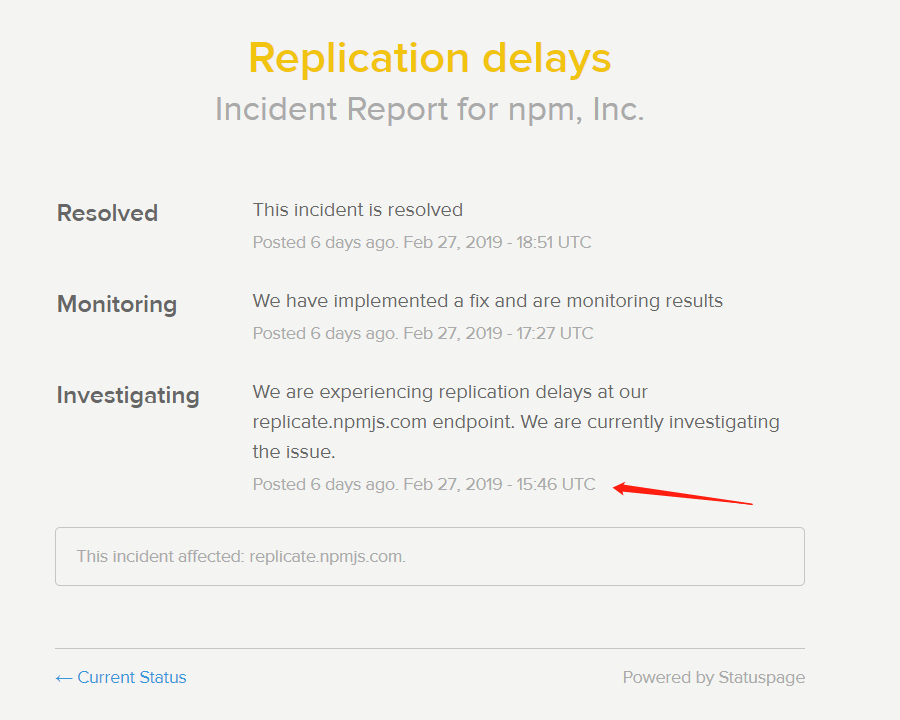 Replication delays
Incident Report for npm, Inc.
Resolved
This incident is resolved
Posted 6 days ago. Feb 27, 2019 - 18:51 UTC
Monitoring
We have implemented a fix and are monitoring results
Posted 6 days ago. Feb 27, 2019 - 17:27 UTC
Investigating
We are experiencing replication delays at our
replicate.npmjs.com endpoint. We are currently investigating
the issue.
Posted 6 days ago. Feb 27, 2019 - 15:46 UTC
This incident affected: replicate.npmjs.com.
← Current Status
Powered by Statuspage